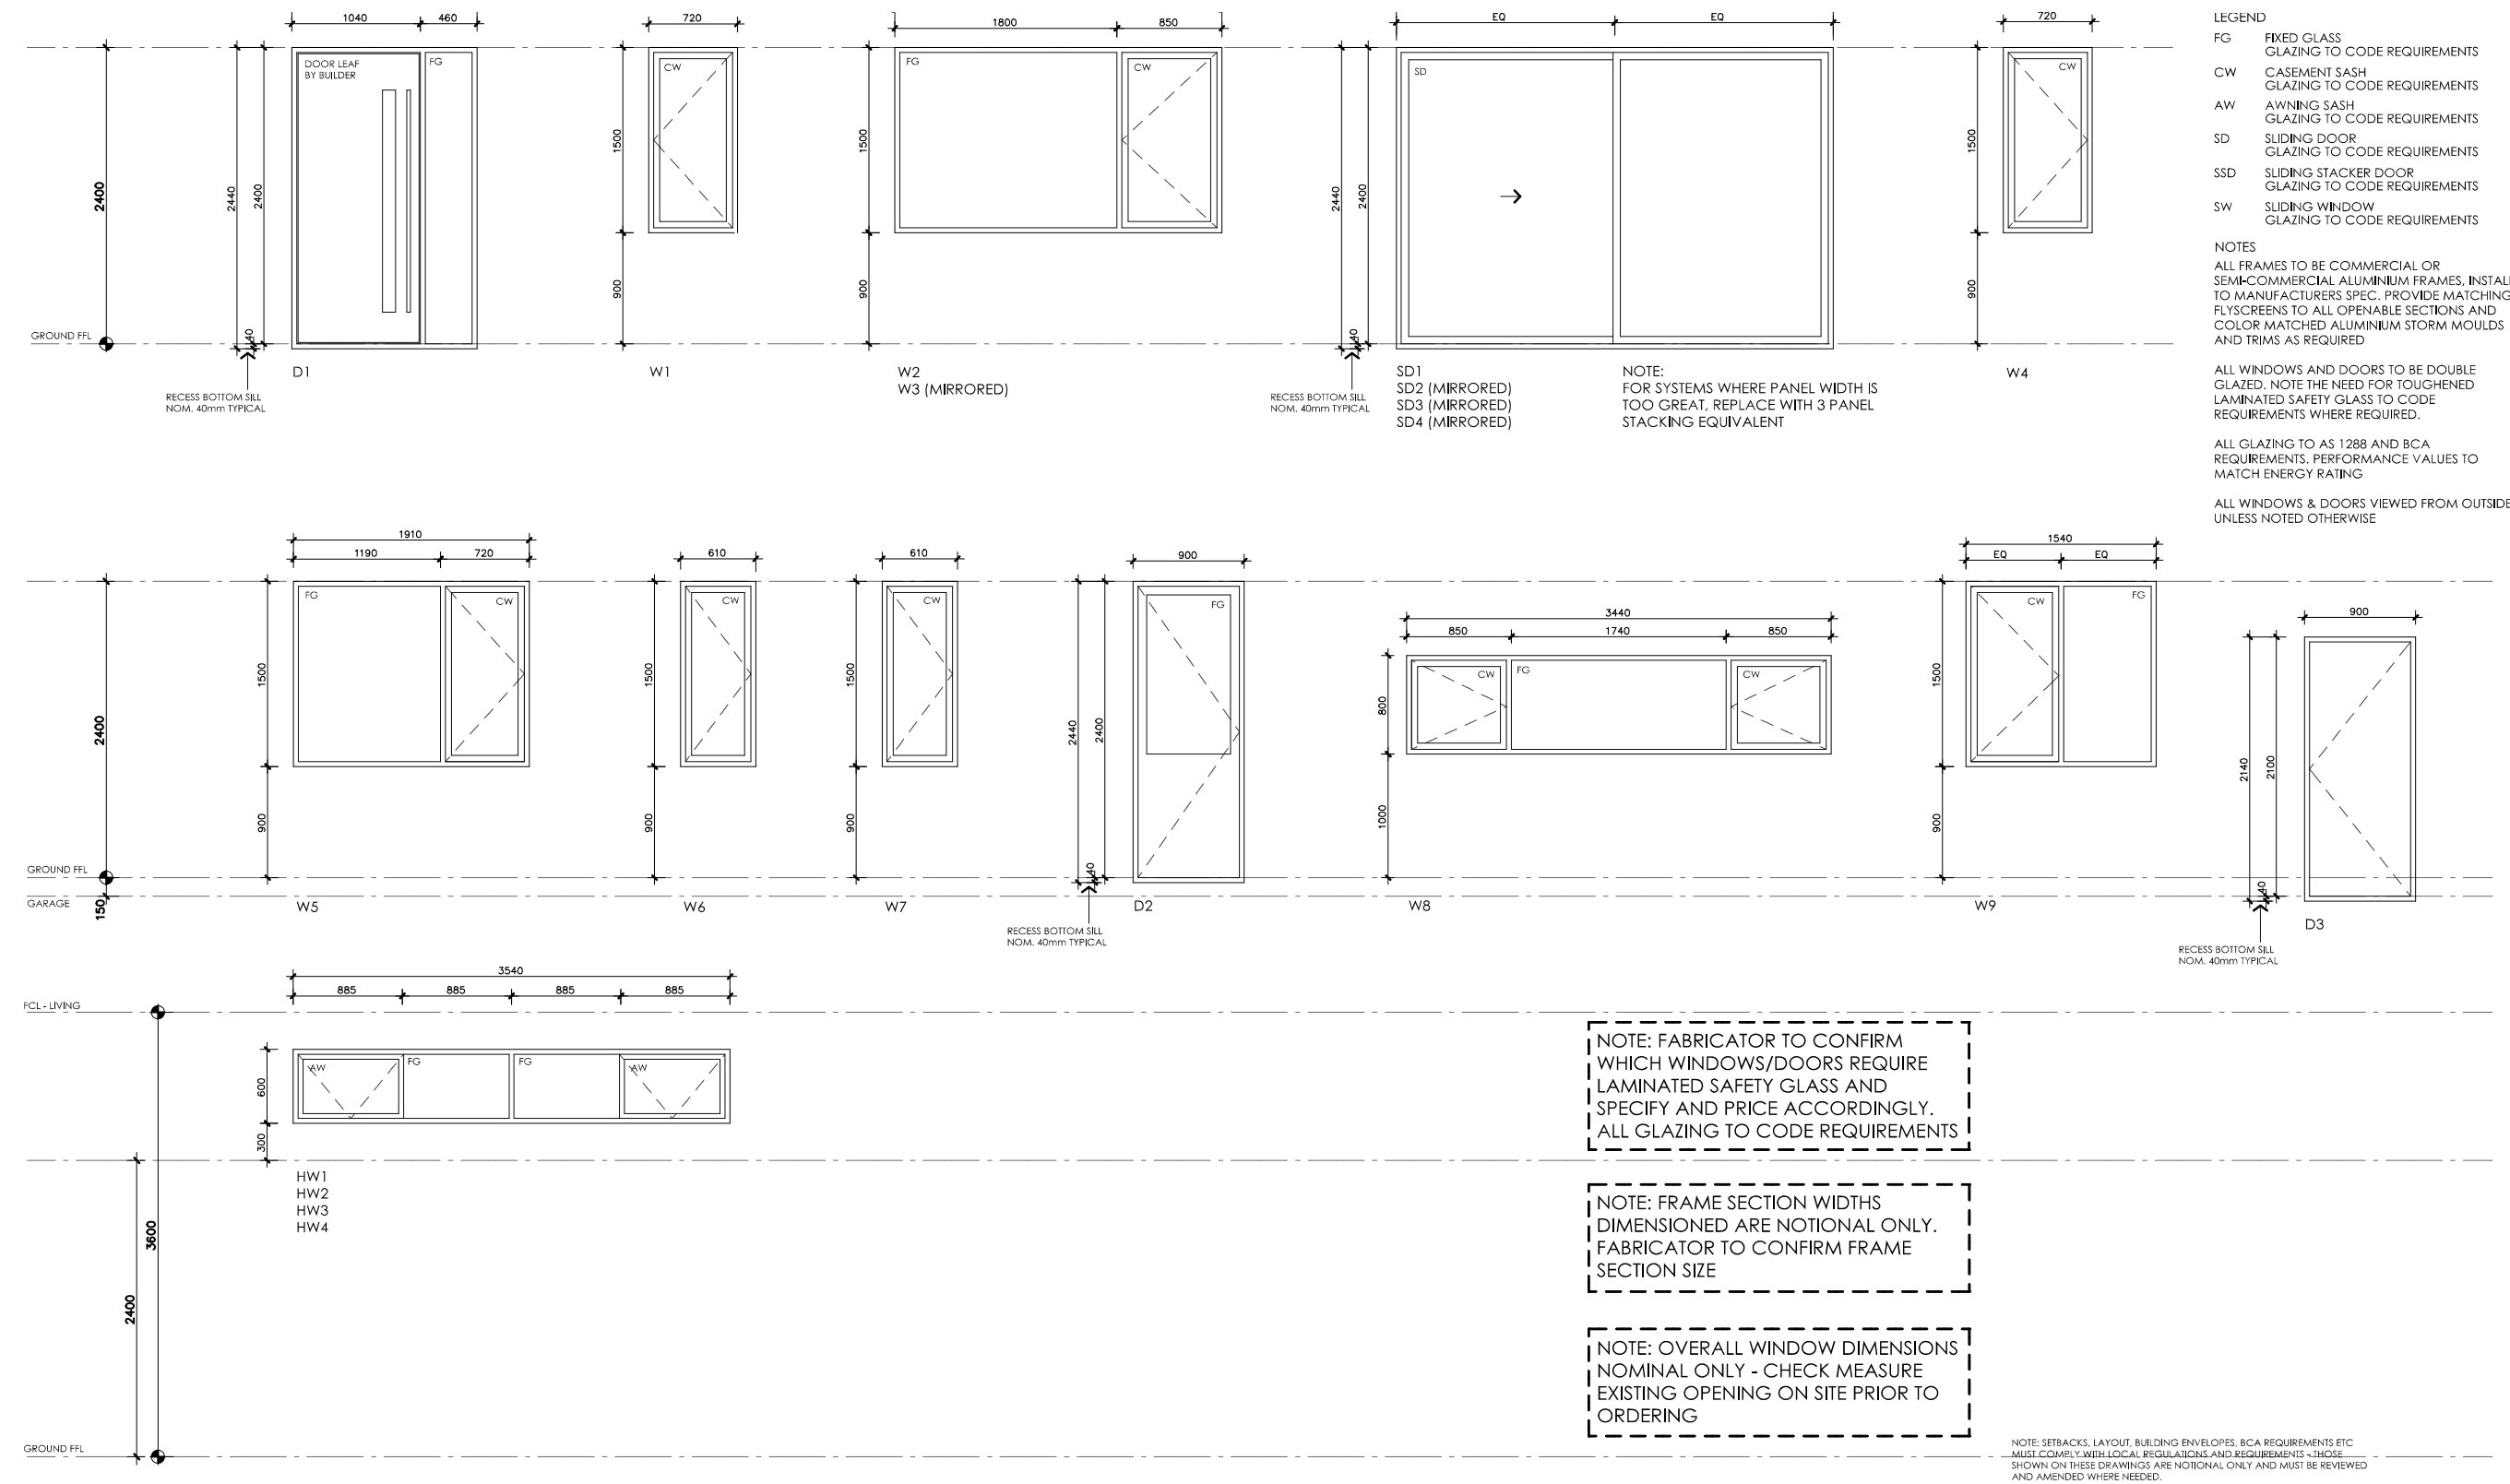 1040
460
720
1800
850
EQ
EQ
720
DOOR LEAF
BY BUILDER
FG
CW
FG
CW
SD
CW
2400
2440
2400
40
1500
900
1500
900
2440
2400
40
1500
900
GROUND FFL
RECESS BOTTOM SILL
NOM. 40mm TYPICAL
D1
W1
W2
W3 (MIRRORED)
RECESS BOTTOM SILL
NOM. 40mm TYPICAL
SD1
SD2 (MIRRORED)
SD3 (MIRRORED)
SD4 (MIRRORED)
NOTE:
FOR SYSTEMS WHERE PANEL WIDTH IS
TOO GREAT, REPLACE WITH 3 PANEL
STACKING EQUIVALENT
W4
LEGEND
FG FIXED GLASS
GLAZING TO CODE REQUIREMENTS
CW CASEMENT SASH
GLAZING TO CODE REQUIREMENTS
AW AWNING SASH
GLAZING TO CODE REQUIREMENTS
SD SLIDING DOOR
GLAZING TO CODE REQUIREMENTS
SSD SLIDING STACKER DOOR
GLAZING TO CODE REQUIREMENTS
SW SLIDING WINDOW
GLAZING TO CODE REQUIREMENTS
NOTES
ALL FRAMES TO BE COMMERCIAL OR
SEMI-COMMERCIAL ALUMINIUM FRAMES, INSTALL
TO MANUFACTURERS SPEC. PROVIDE MATCHING
FLYSCREENS TO ALL OPENABLE SECTIONS AND
COLOR MATCHED ALUMINIUM STORM MOULDS
AND TRIMS AS REQUIRED
ALL WINDOWS AND DOORS TO BE DOUBLE
GLAZED. NOTE THE NEED FOR TOUGHENED
LAMINATED SAFETY GLASS TO CODE
REQUIREMENTS WHERE REQUIRED.
ALL GLAZING TO AS 1288 AND BCA
REQUIREMENTS. PERFORMANCE VALUES TO
MATCH ENERGY RATING
ALL WINDOWS & DOORS VIEWED FROM OUTSIDE
UNLESS NOTED OTHERWISE
1910
1190
720
610
610
900
3440
850
1740
850
1540
EQ
EQ
900
FG
CW
CW
CW
FG
CW
FG
CW
CW
FG
2400
150
1500
900
1500
900
1500
900
2440
2400
40
800
1000
1500
900
2140
2100
40
GROUND FFL
GARAGE
W5
W6
W7
D2
W8
W9
D3
RECESS BOTTOM SILL
NOM. 40mm TYPICAL
RECESS BOTTOM SILL
NOM. 40mm TYPICAL
3540
885
885
885
885
FCL - LIVING
AW
FG
FG
AW
600
300
3600
2400
HW1
HW2
HW3
HW4
GROUND FFL
NOTE: FABRICATOR TO CONFIRM
WHICH WINDOWS/DOORS REQUIRE
LAMINATED SAFETY GLASS AND
SPECIFY AND PRICE ACCORDINGLY.
ALL GLAZING TO CODE REQUIREMENTS
NOTE: FRAME SECTION WIDTHS
DIMENSIONED ARE NOTIONAL ONLY.
FABRICATOR TO CONFIRM FRAME
SECTION SIZE
NOTE: OVERALL WINDOW DIMENSIONS
NOMINAL ONLY - CHECK MEASURE
EXISTING OPENING ON SITE PRIOR TO
ORDERING
NOTE: SETBACKS, LAYOUT, BUILDING ENVELOPES, BCA REQUIREMENTS ETC
MUST COMPLY WITH LOCAL REGULATIONS AND REQUIREMENTS - THOSE
SHOWN ON THESE DRAWINGS ARE NOTIONAL ONLY AND MUST BE REVIEWED
AND AMENDED WHERE NEEDED.